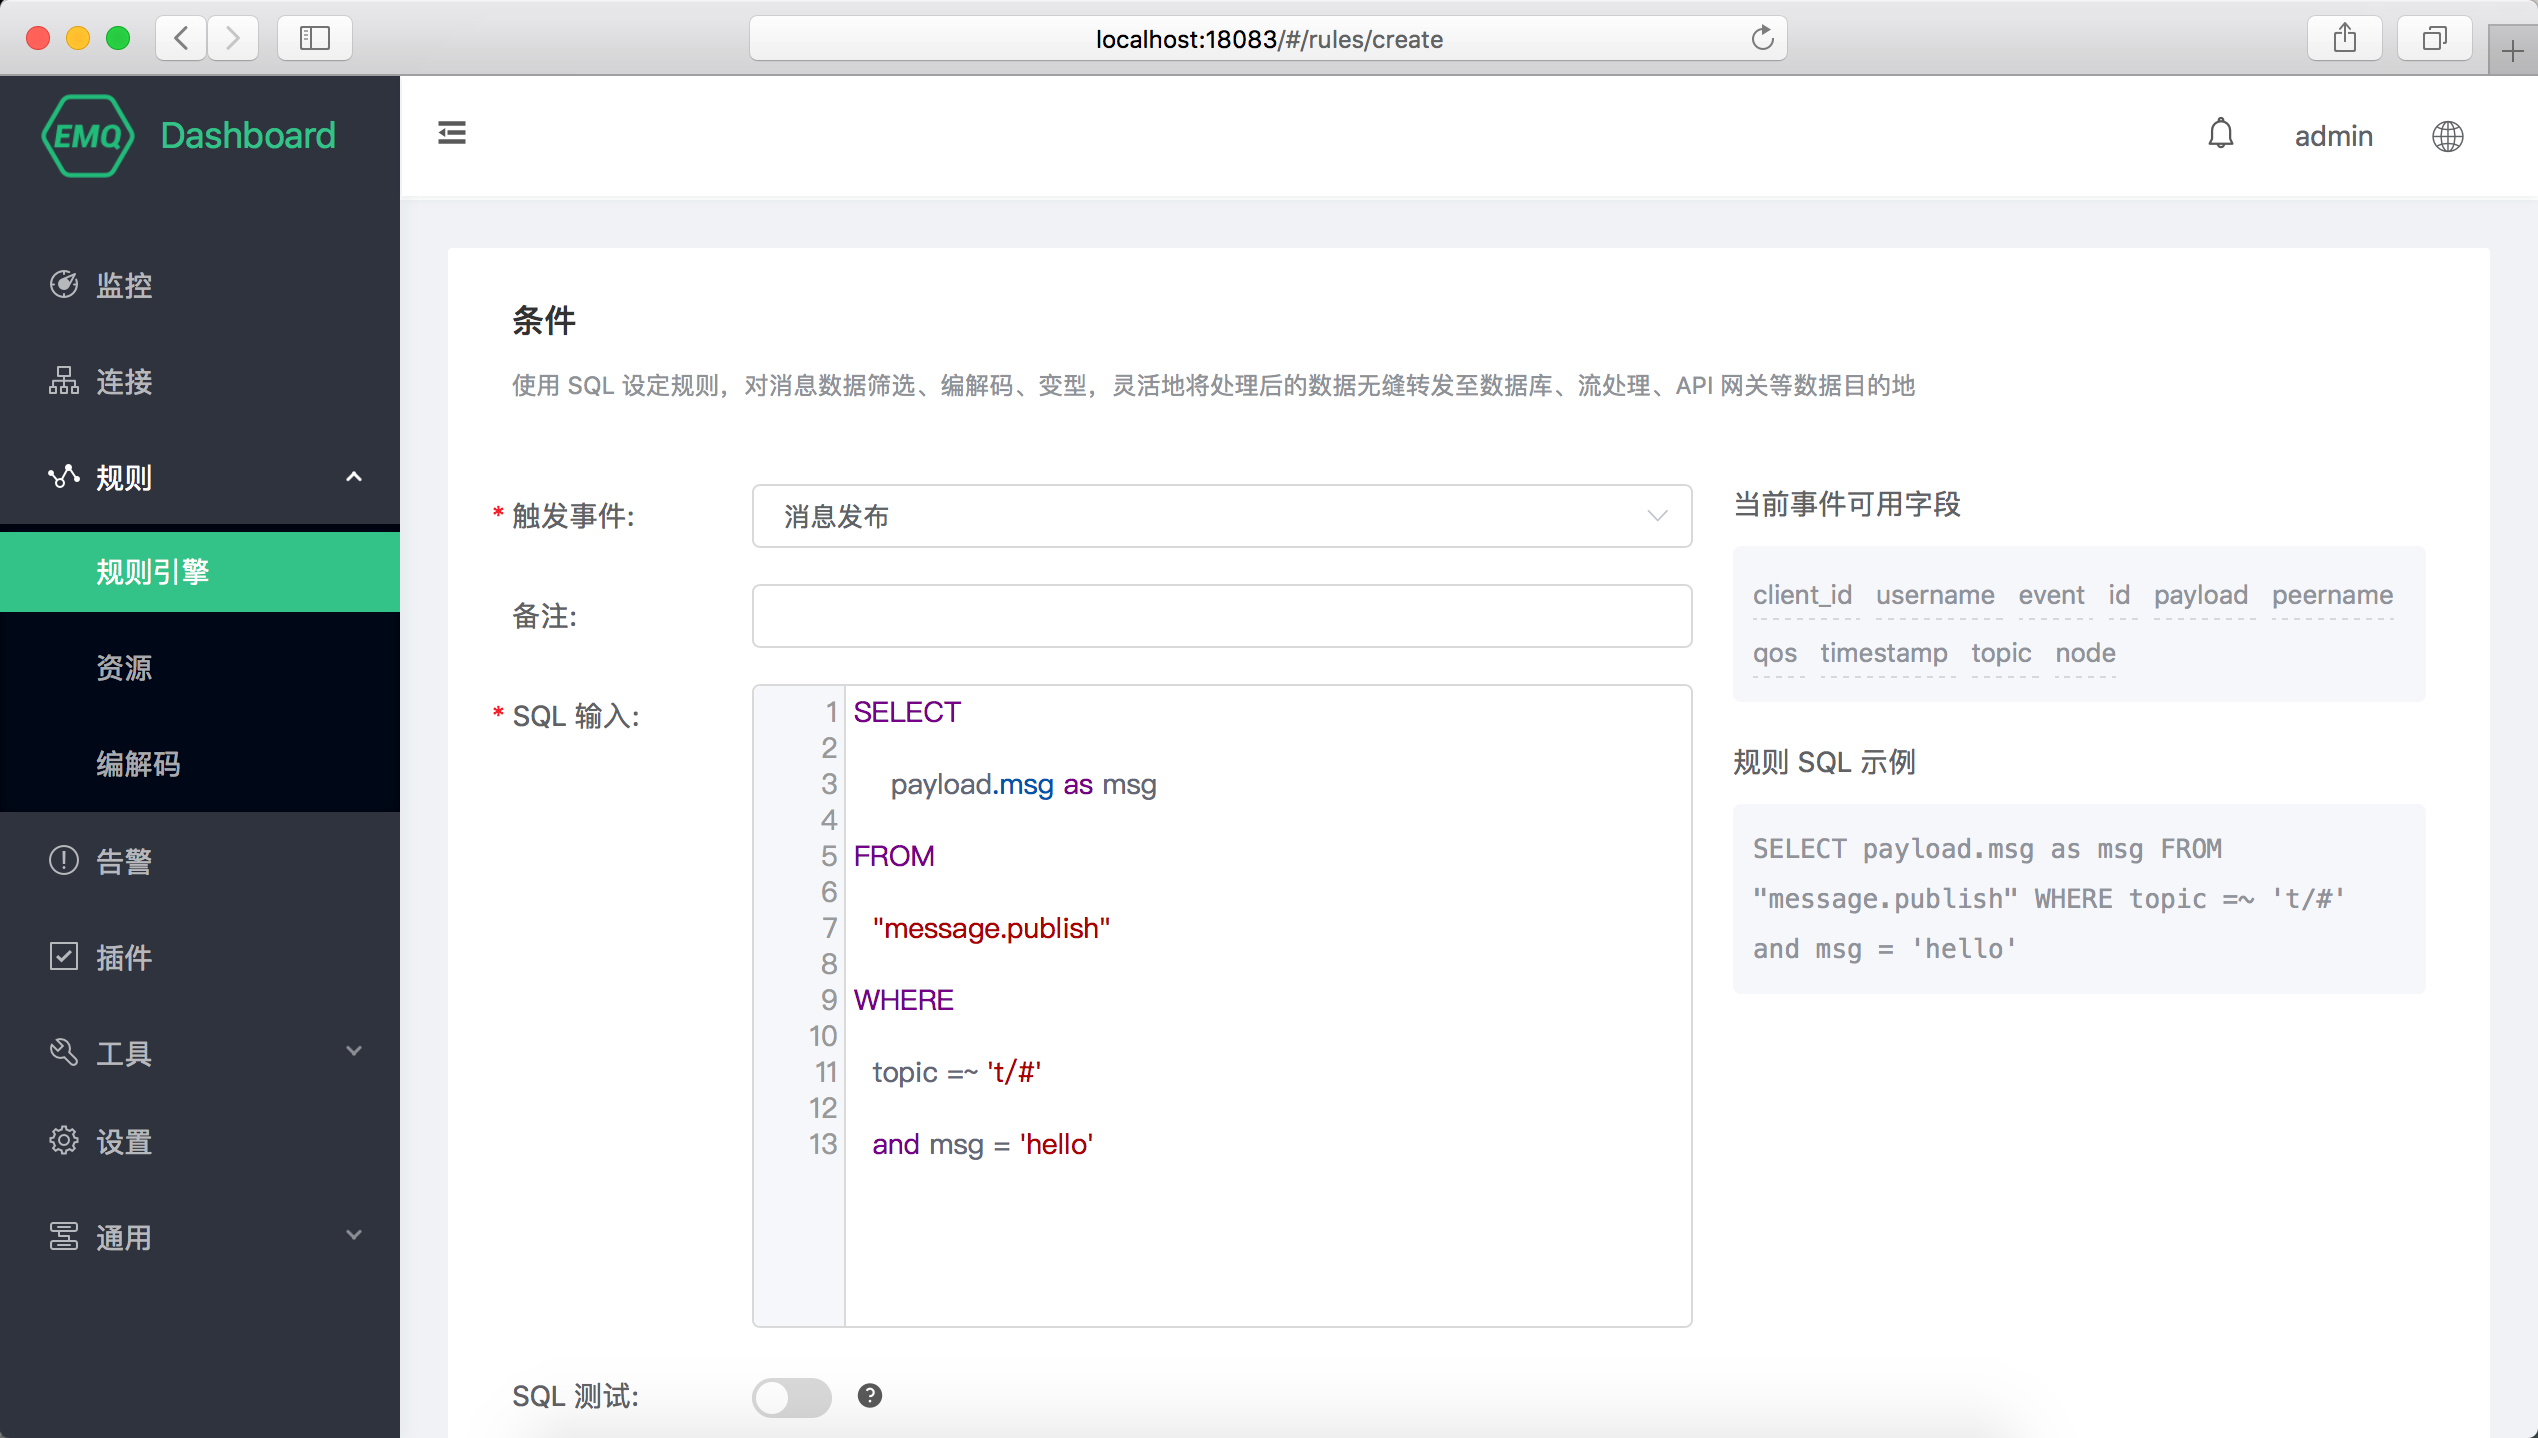 localhost:18083/#/rules/create
EMQ Dashboard
admin
监控
连接
规则
规则引擎
资源
编解码
告警
插件
工具
设置
通用
条件
使用 SQL 设定规则，对消息数据筛选、编解码、变型，灵活地将处理后的数据无缝转发至数据库、流处理、API 网关等数据目的地
* 触发事件:
消息发布
备注:
* SQL 输入:
1 SELECT
2
3 payload.msg as msg
4
5 FROM
6
7 "message.publish"
8
9 WHERE
10
11 topic =~ 't/#'
12
13 and msg = 'hello'
SQL 测试:
当前事件可用字段
client_id username event id payload peername
qos timestamp topic node
规则 SQL 示例
SELECT payload.msg as msg FROM
"message.publish" WHERE topic =~ 't/#'
and msg = 'hello'